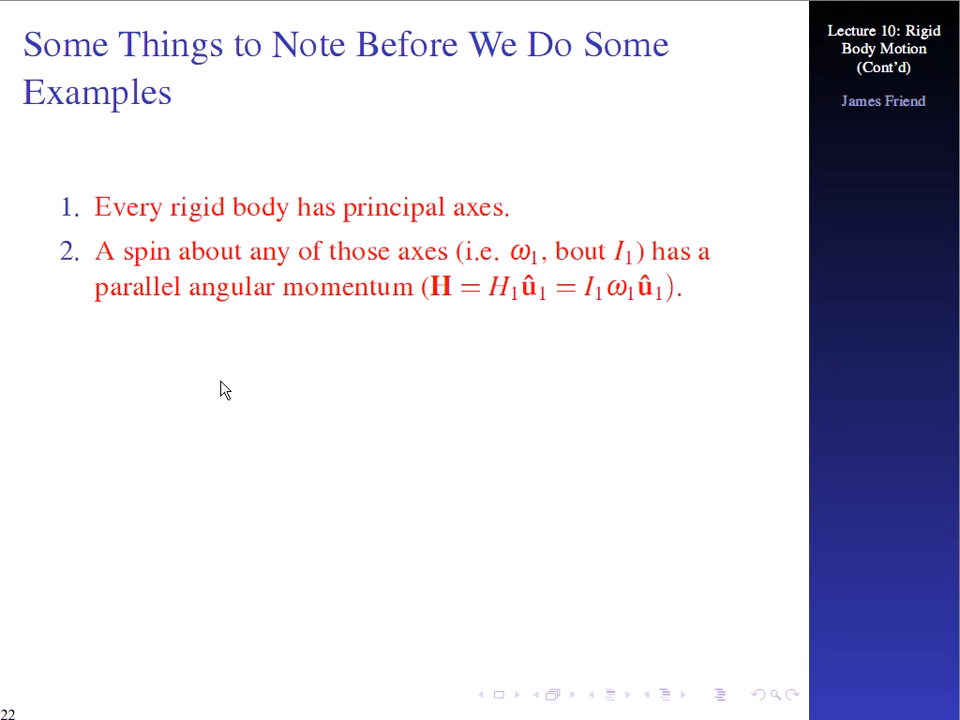 Some Things to Note Before We Do Some
Examples
1. Every rigid body has principal axes.
2. A spin about any of those axes (i.e. ω₁, bout I₁) has a
parallel angular momentum (H = H₁û₁ = I₁ω₁û₁).
Lecture 10: Rigid
Body Motion
(Cont'd)
James Friend
22